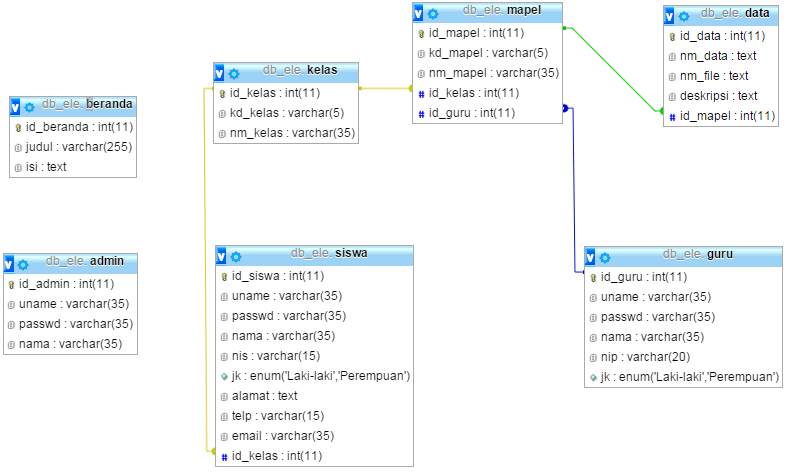 db_ele. beranda
id_beranda : int(11)
judul : varchar(255)
isi : text
db_ele. admin
id_admin : int(11)
uname : varchar(35)
passwd : varchar(35)
nama : varchar(35)
db_ele. kelas
id_kelas : int(11)
kd_kelas : varchar(5)
nm_kelas : varchar(35)
db_ele. siswa
id_siswa : int(11)
uname : varchar(35)
passwd : varchar(35)
nama : varchar(35)
nis : varchar(15)
jk : enum('Laki-laki','Perempuan')
alamat : text
telp : varchar(15)
email : varchar(35)
id_kelas : int(11)
db_ele. mapel
id_mapel : int(11)
kd_mapel : varchar(5)
nm_mapel : varchar(35)
id_kelas : int(11)
id_guru : int(11)
db_ele. data
id_data : int(11)
nm_data : text
nm_file : text
deskripsi : text
id_mapel : int(11)
db_ele. guru
id_guru : int(11)
uname : varchar(35)
passwd : varchar(35)
nama : varchar(35)
nip : varchar(20)
jk : enum('Laki-laki','Perempuan')